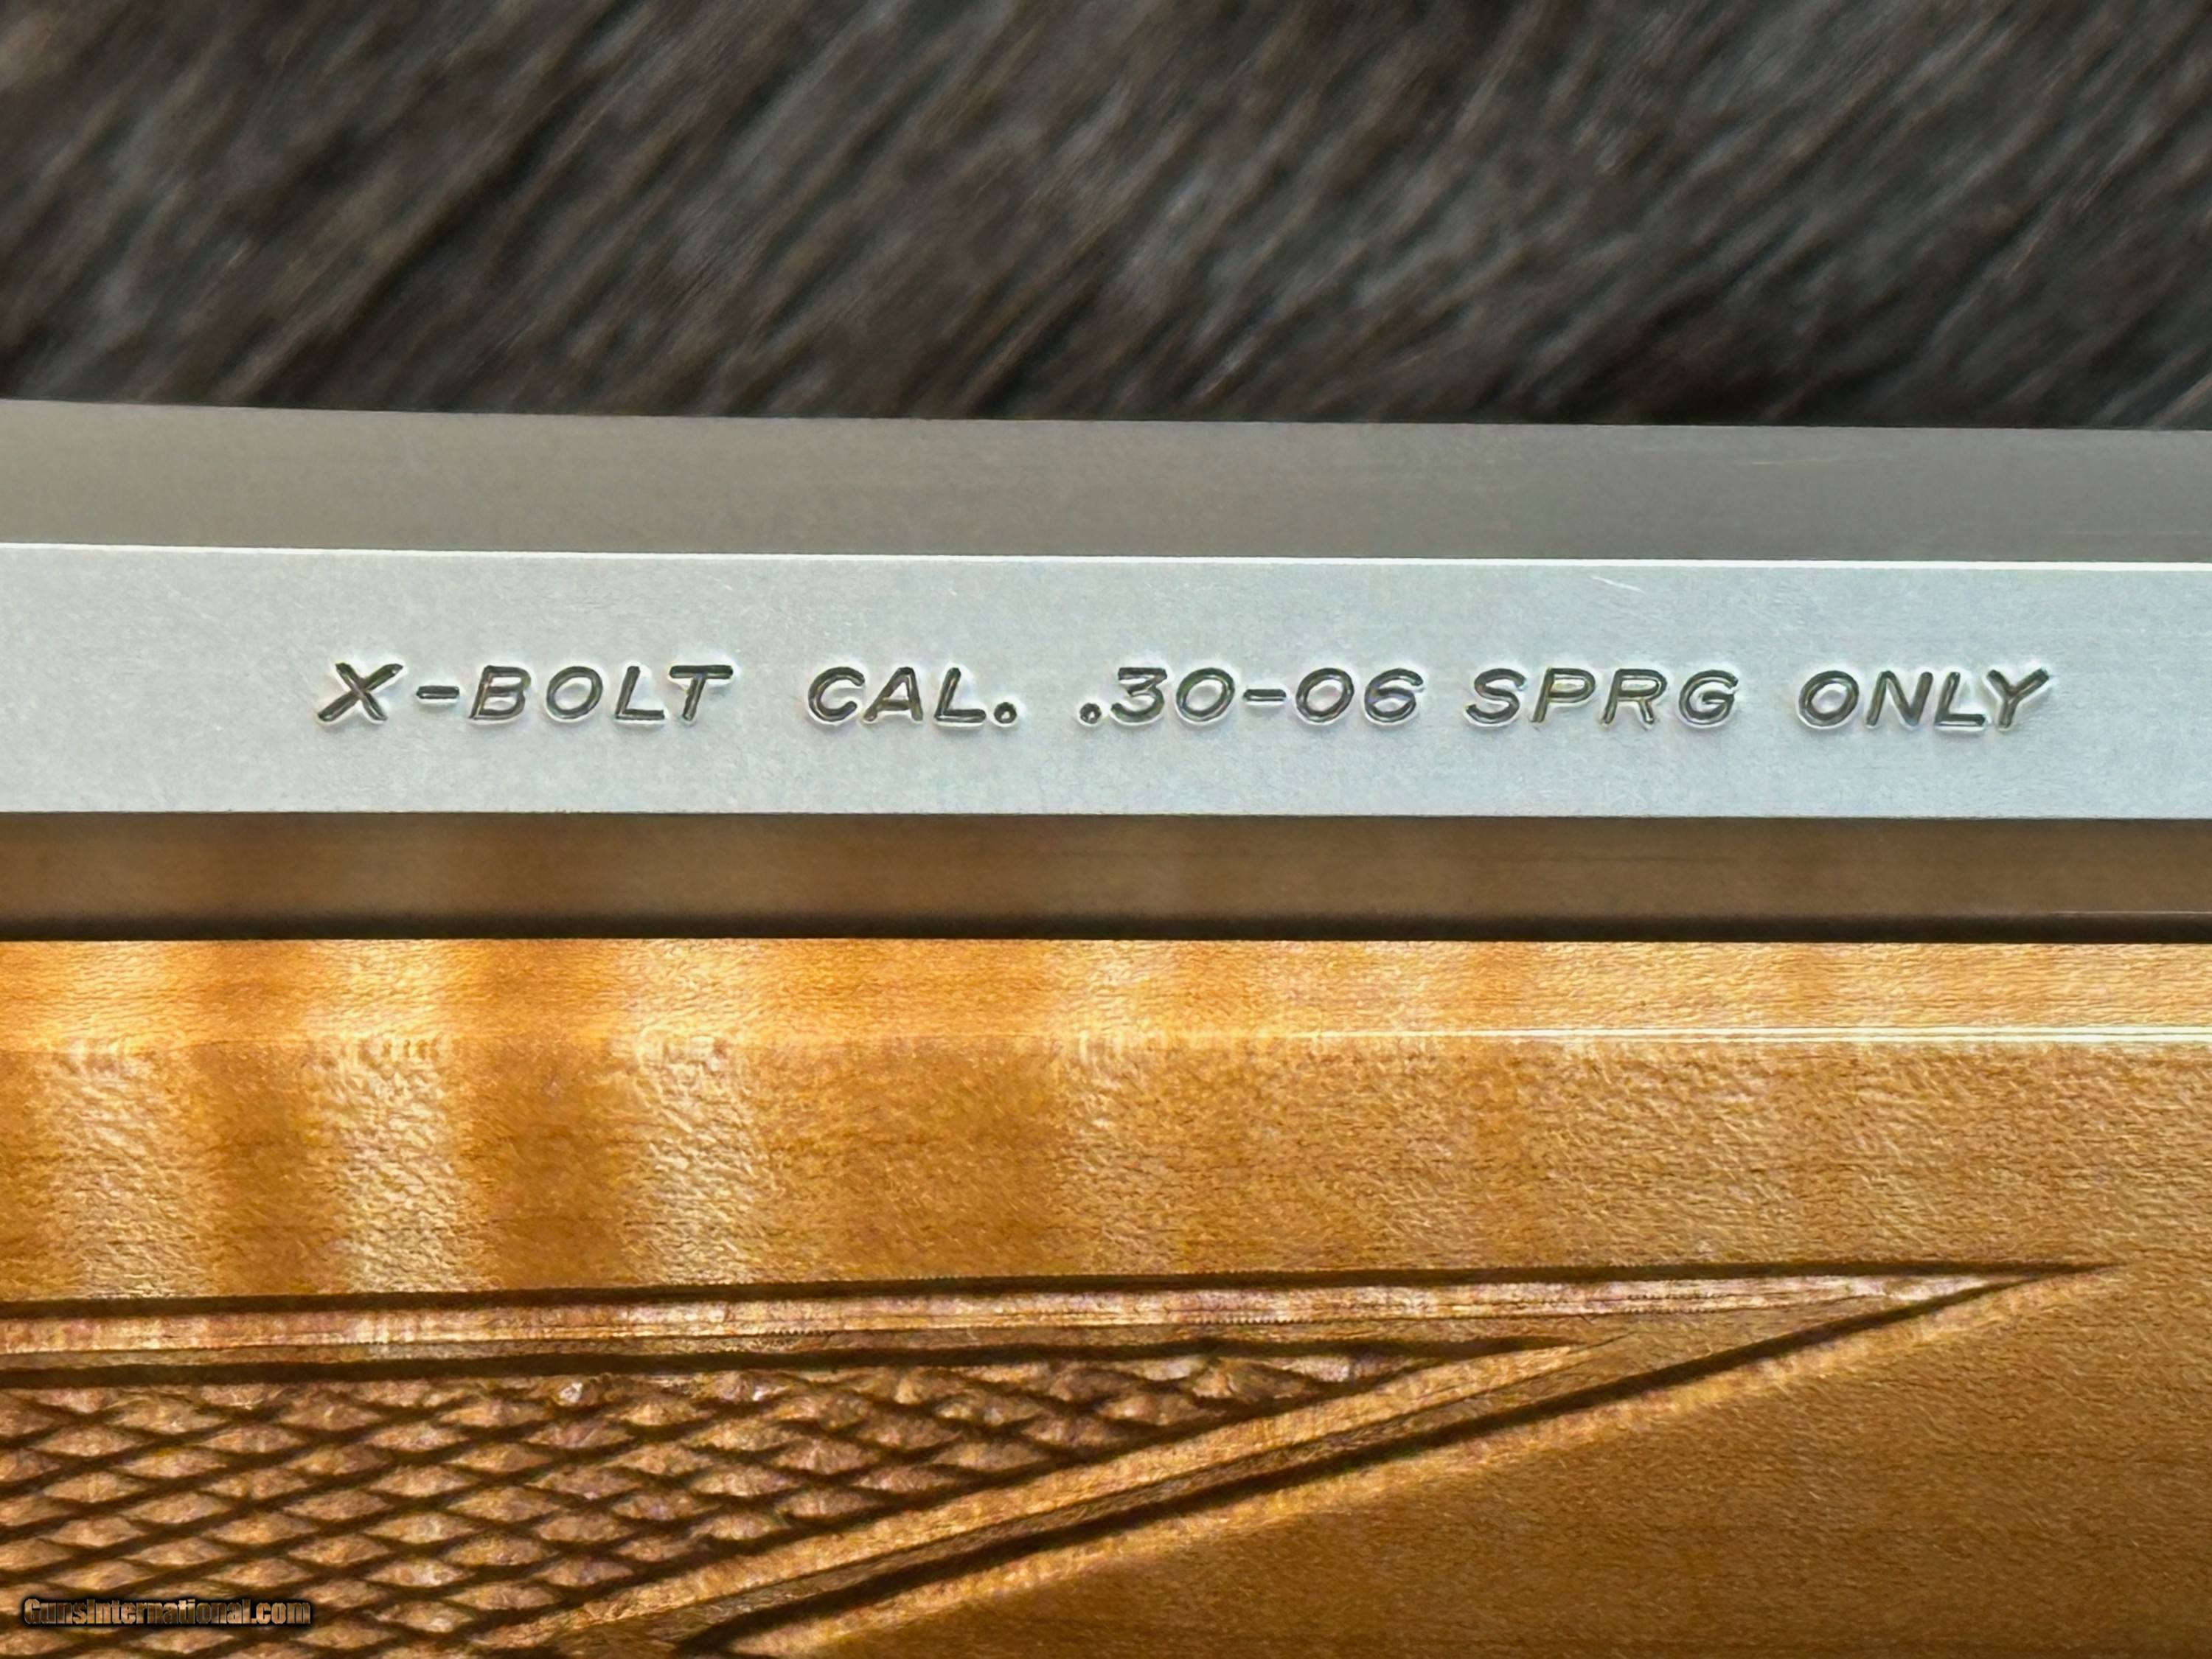 X-BOLT CAL. .30-06 SPRG ONLY
GunsInternational.com